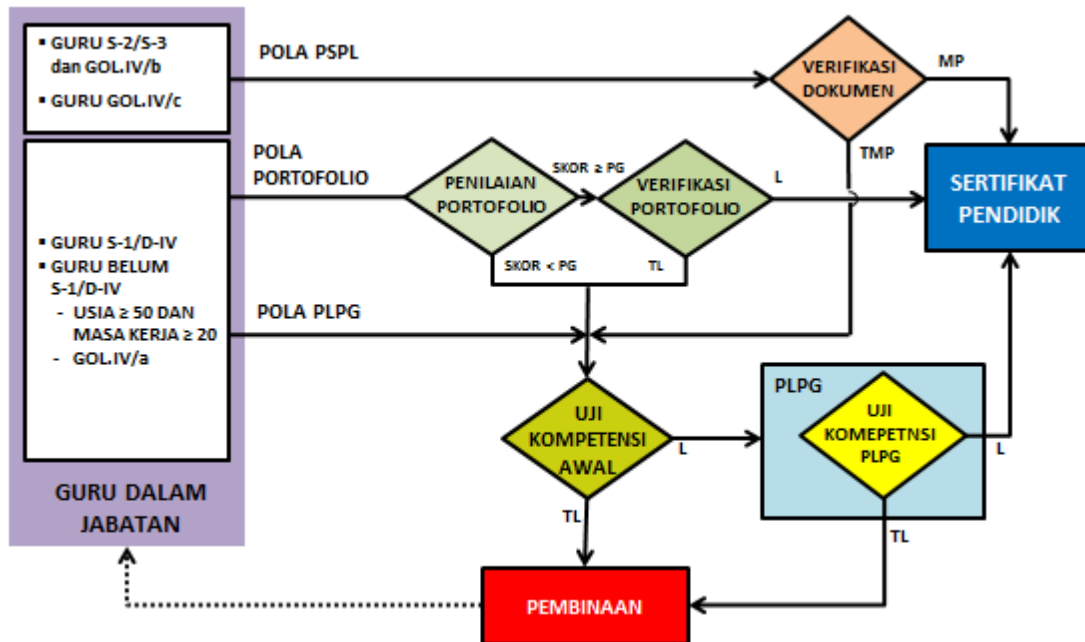 ▪ GURU S-2/S-3
dan GOL.IV/b
▪ GURU GOL.IV/c
POLA PSPL
VERIFIKASI
DOKUMEN
MP
TMP
POLA
PORTOFOLIO
PENILAIAN
PORTOFOLIO
SKOR ≥ PG
VERIFIKASI
PORTOFOLIO
L
SERTIFIKAT
PENDIDIK
SKOR < PG
TL
▪ GURU S-1/D-IV
▪ GURU BELUM
S-1/D-IV
- USIA ≥ 50 DAN
MASA KERJA ≥ 20
- GOL.IV/a
POLA PLPG
UJI
KOMPETENSI
AWAL
L
TL
PLPG
UJI
KOMEPETNSI
PLPG
L
TL
GURU DALAM
JABATAN
PEMBINAAN